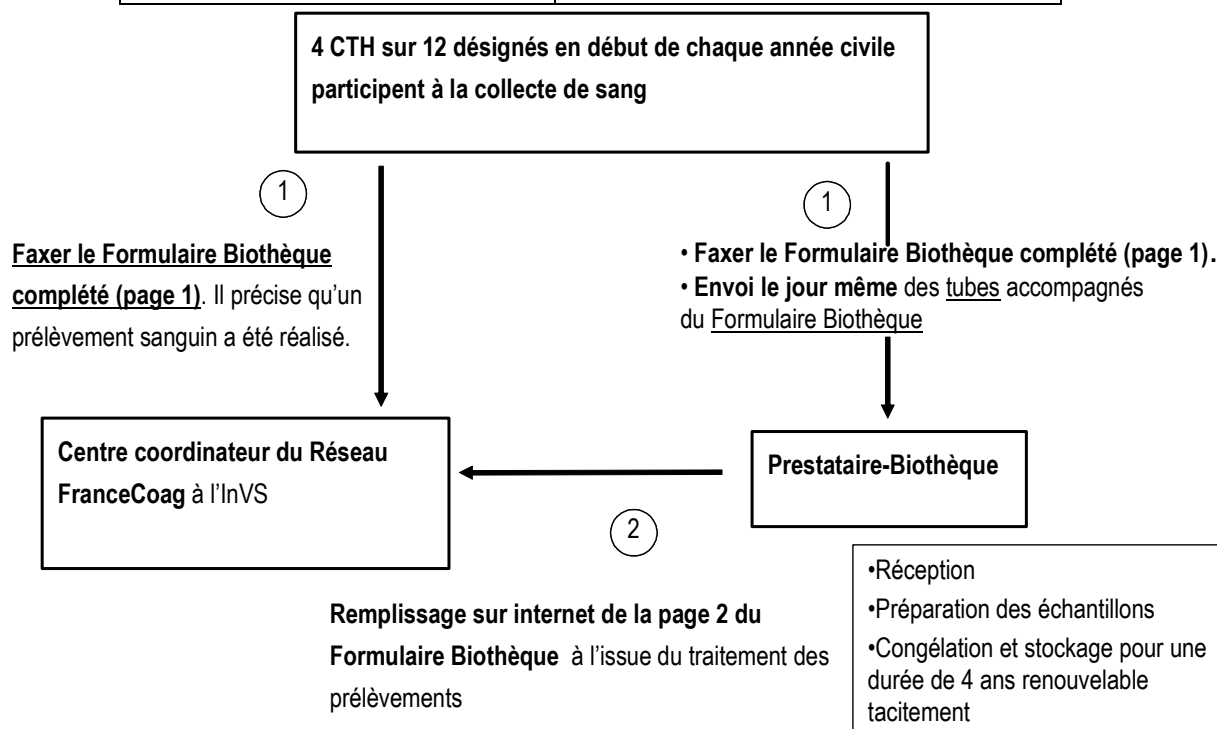 4 CTH sur 12 désignés en début de chaque année civile
participent à la collecte de sang
1
1
Faxer le Formulaire Biothèque
complété (page 1). Il précise qu'un
prélèvement sanguin a été réalisé.
• Faxer le Formulaire Biothèque complété (page 1).
• Envoi le jour même des tubes accompagnés
du Formulaire Biothèque
Centre coordinateur du Réseau
FranceCoag à l'InVS
Prestataire-Biothèque
2
Remplissage sur internet de la page 2 du
Formulaire Biothèque à l'issue du traitement des
prélèvements
•Réception
•Préparation des échantillons
•Congélation et stockage pour une
durée de 4 ans renouvelable
tacitement